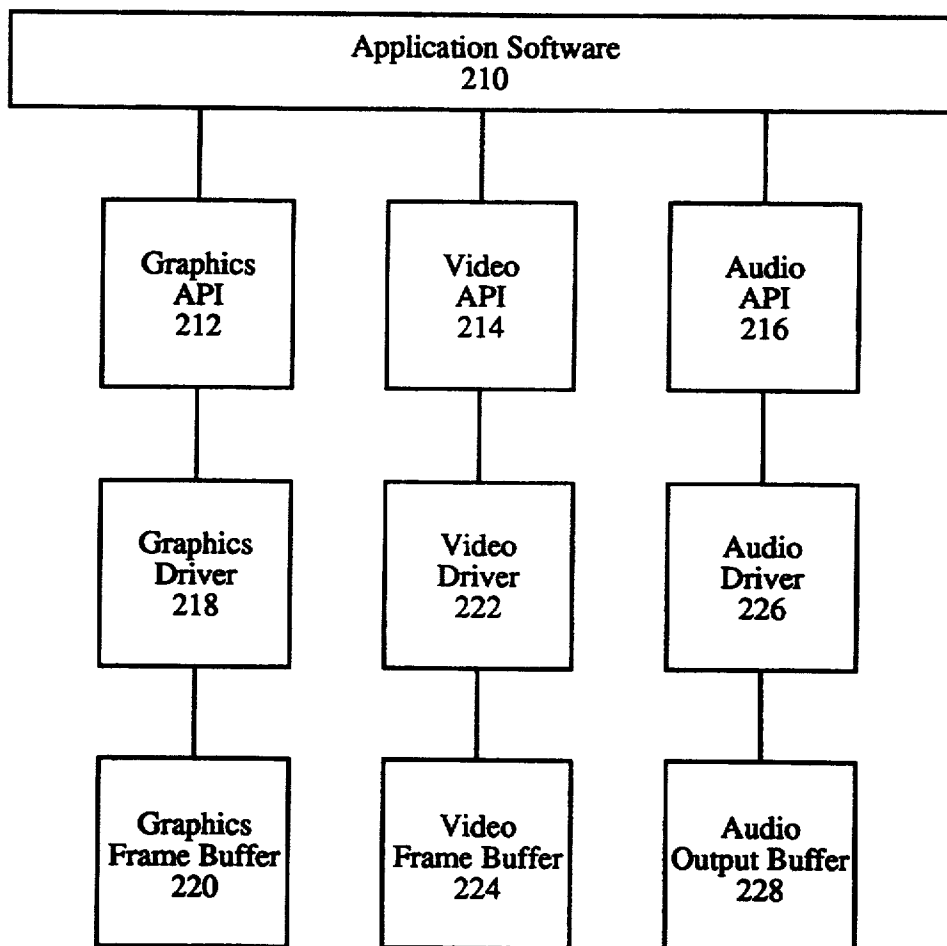 Application Software
210
Graphics
API
212
Video
API
214
Audio
API
216
Graphics
Driver
218
Video
Driver
222
Audio
Driver
226
Graphics
Frame Buffer
220
Video
Frame Buffer
224
Audio
Output Buffer
228